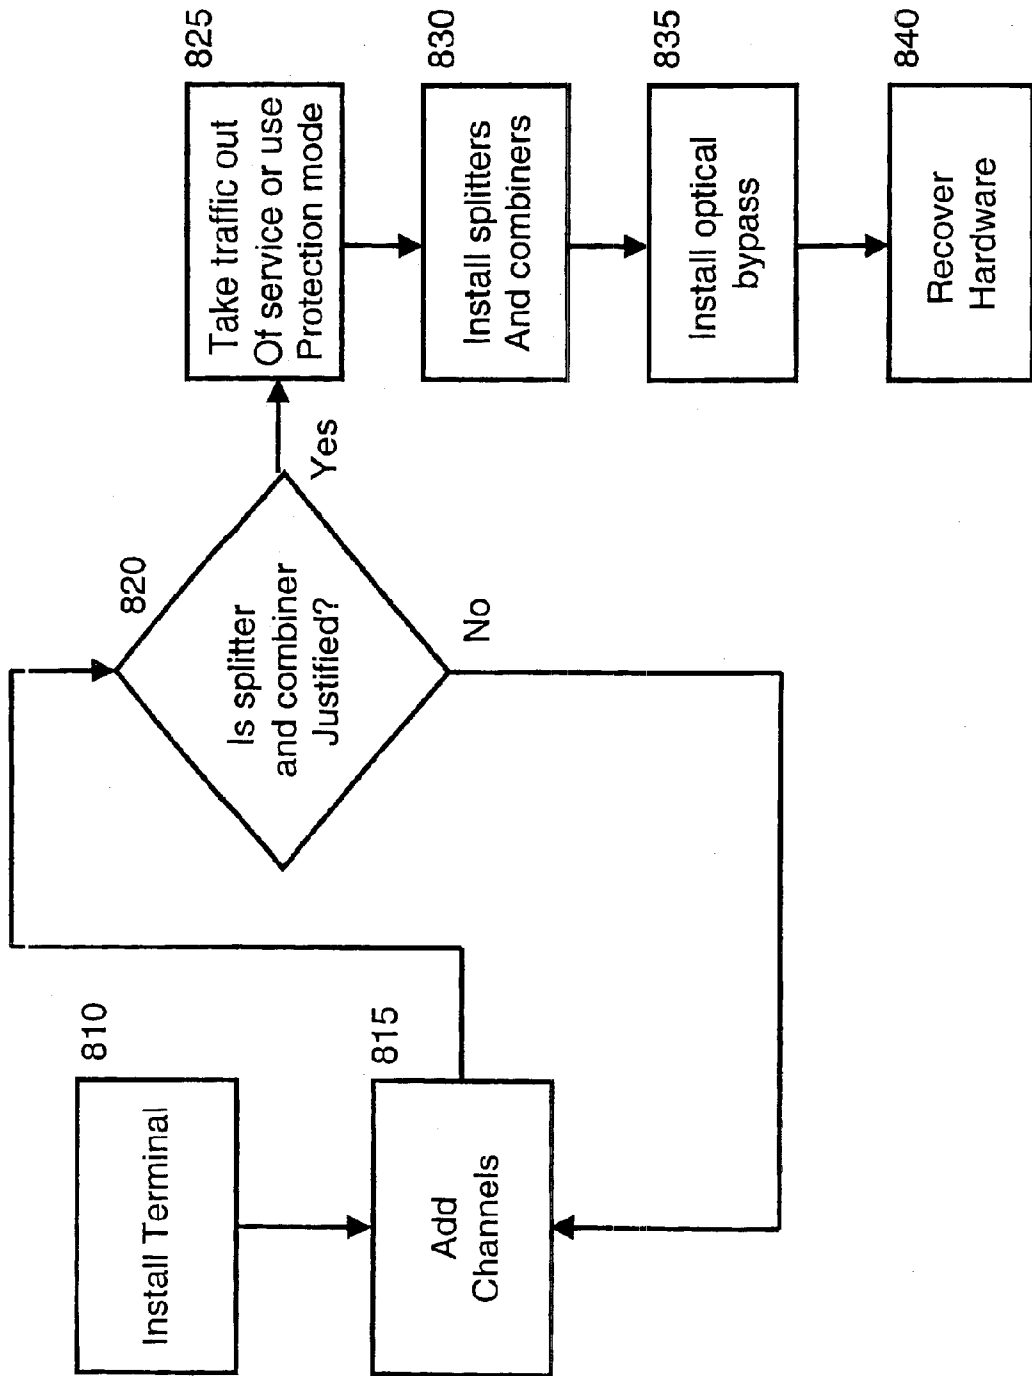 810
Install Terminal
815
Add
Channels
820
Is splitter
and combiner
Justified?
Yes
No
825
Take traffic out
Of service or use
Protection mode
830
Install splitters
And combiners
835
Install optical
bypass
840
Recover
Hardware